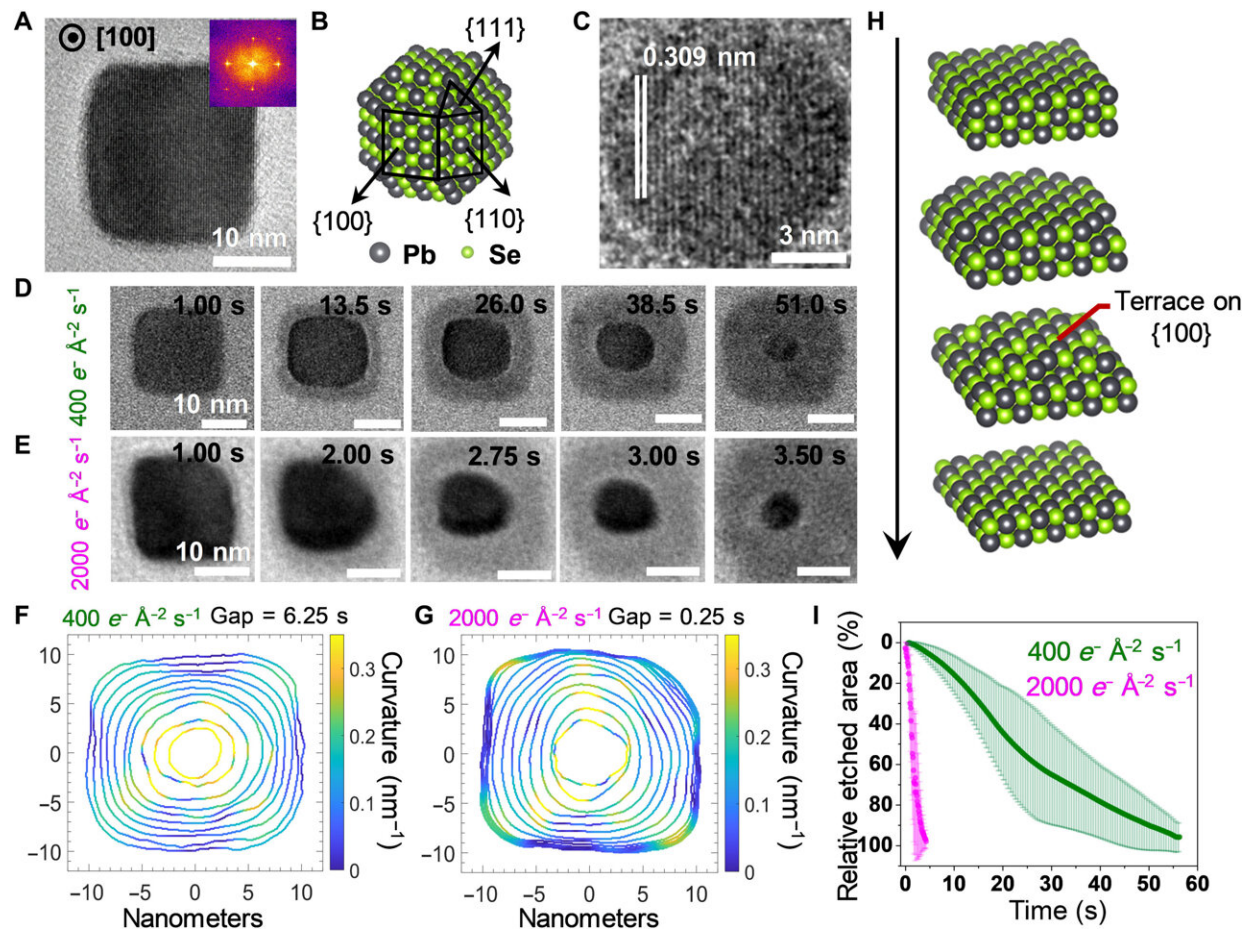 A
[100]
10 nm
B
{111}
{100}
{110}
Pb
Se
C
0.309 nm
3 nm
H
Terrace on
{100}
D
400 e⁻ Å⁻² s⁻¹
1.00 s
13.5 s
26.0 s
38.5 s
51.0 s
10 nm
E
2000 e⁻ Å⁻² s⁻¹
1.00 s
2.00 s
2.75 s
3.00 s
3.50 s
10 nm
F
400 e⁻ Å⁻² s⁻¹ Gap = 6.25 s
10
5
0
−5
−10
−10 −5 0 5 10
Nanometers
0.3
0.2
0.1
0
Curvature (nm⁻¹)
G
2000 e⁻ Å⁻² s⁻¹ Gap = 0.25 s
10
5
0
−5
−10
−10 −5 0 5 10
Nanometers
0.3
0.2
0.1
0
Curvature (nm⁻¹)
I
400 e⁻ Å⁻² s⁻¹
2000 e⁻ Å⁻² s⁻¹
Relative etched area (%)
0
20
40
60
80
100
0 10 20 30 40 50 60
Time (s)